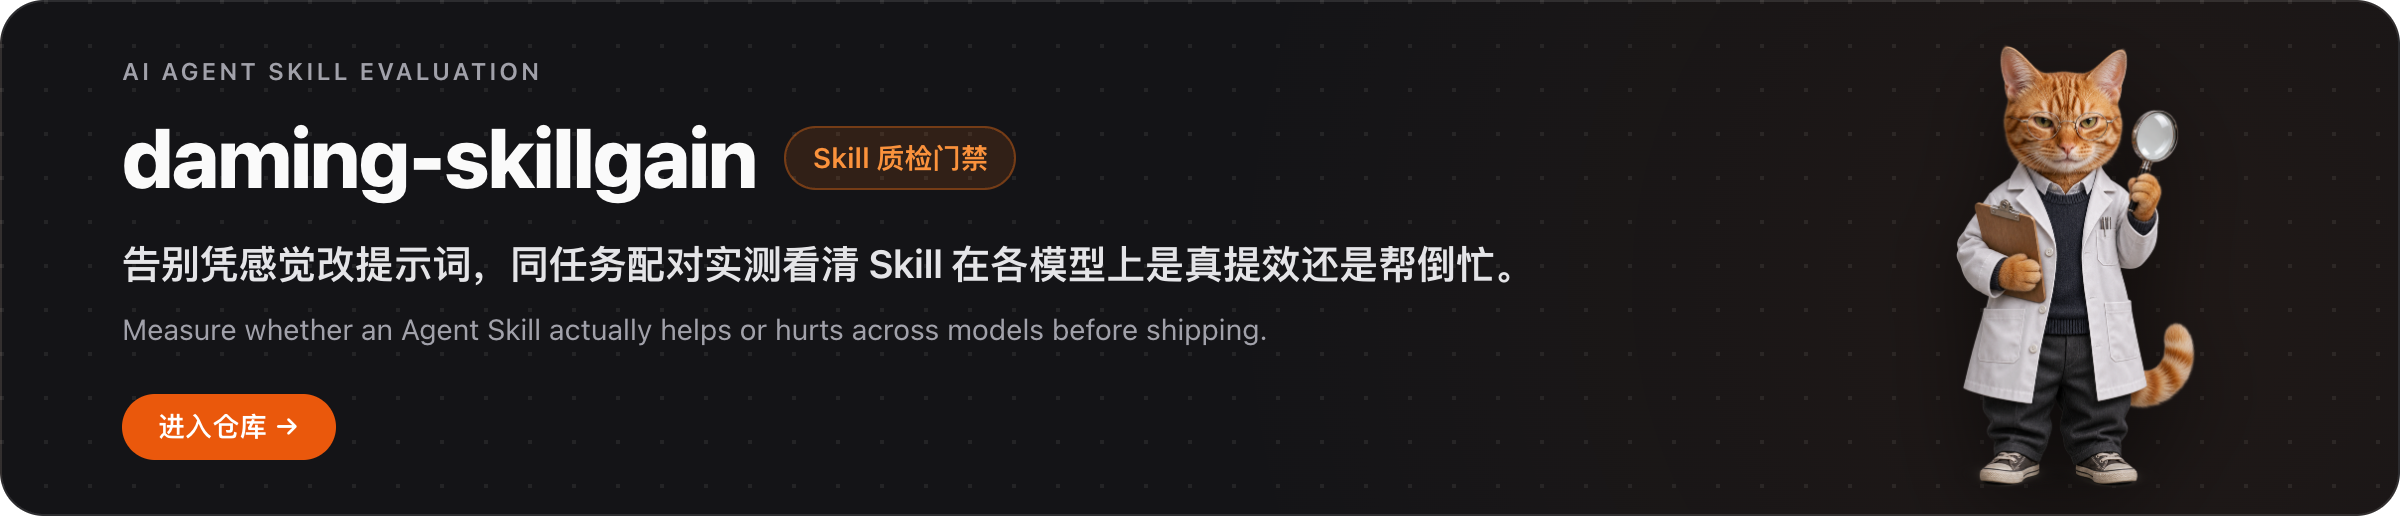 AI AGENT SKILL EVALUATION
daming-skillgain
Skill 质检门禁
告别凭感觉改提示词，同任务配对实测看清 Skill 在各模型上是真提效还是帮倒忙。
Measure whether an Agent Skill actually helps or hurts across models before shipping.
进入仓库 →